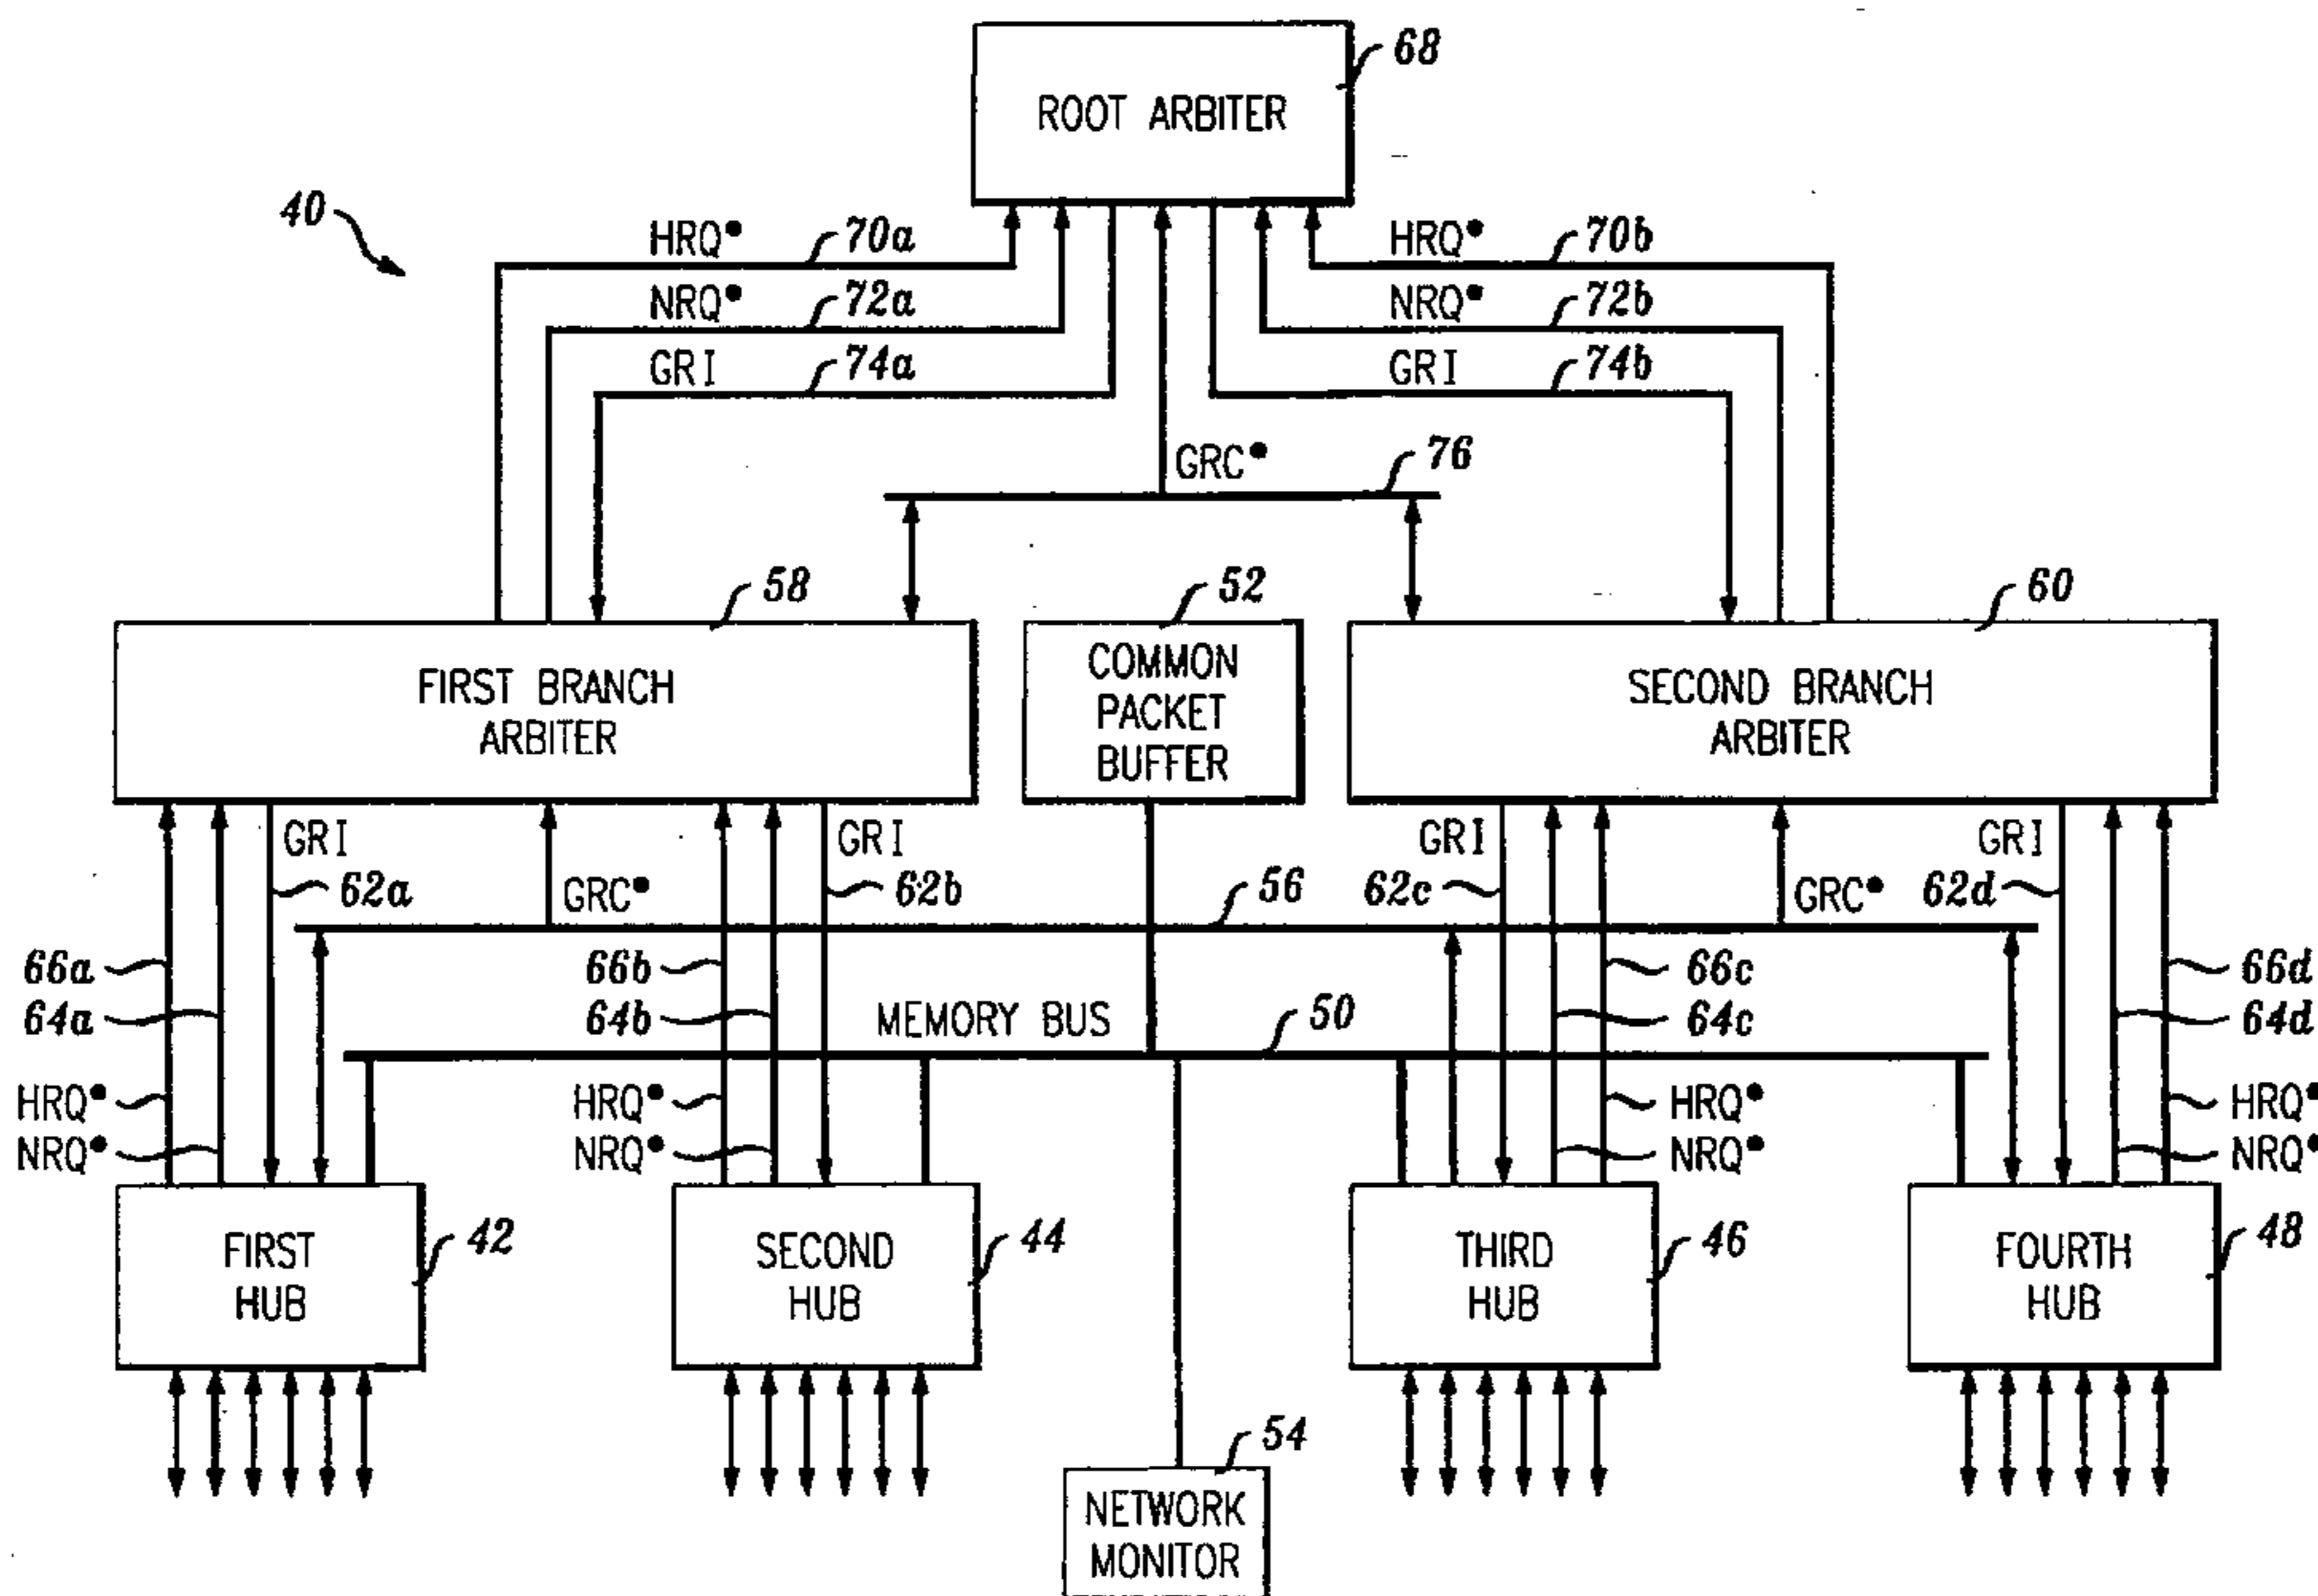 68
ROOT ARBITER
40
HRQ• 70a
HRQ• 70b
NRQ• 72a
NRQ• 72b
GRI 74a
GRI 74b
GRC• 76
58
52
60
FIRST BRANCH
ARBITER
COMMON
PACKET
BUFFER
SECOND BRANCH
ARBITER
GRI
GRI
GRI
GRI
62a
GRC•
62b
56
62c
GRC•
62d
66a
66b
66c
66d
64a
64b
MEMORY BUS
50
64c
64d
HRQ•
HRQ•
HRQ•
HRQ•
NRQ•
NRQ•
NRQ•
NRQ•
FIRST
HUB
42
SECOND
HUB
44
THIRD
HUB
46
FOURTH
HUB
48
54
NETWORK
MONITOR